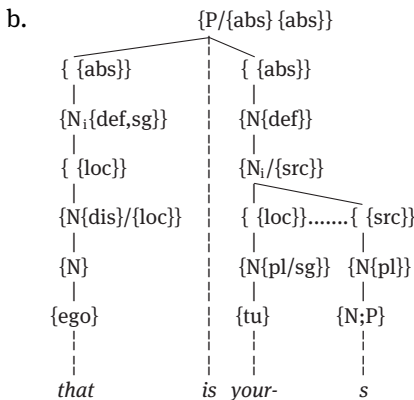 b. {P/{abs} {abs}}
{ {abs}} { {abs}}
{Nᵢ{def,sg}} {N{def}}
{ {loc}} {Nᵢ/{src}}
{N{dis}/{loc}} { {loc}}.......{ {src}}
{N} {N{pl/sg}} {N{pl}}
{ego} {tu} {N;P}
that is your- s